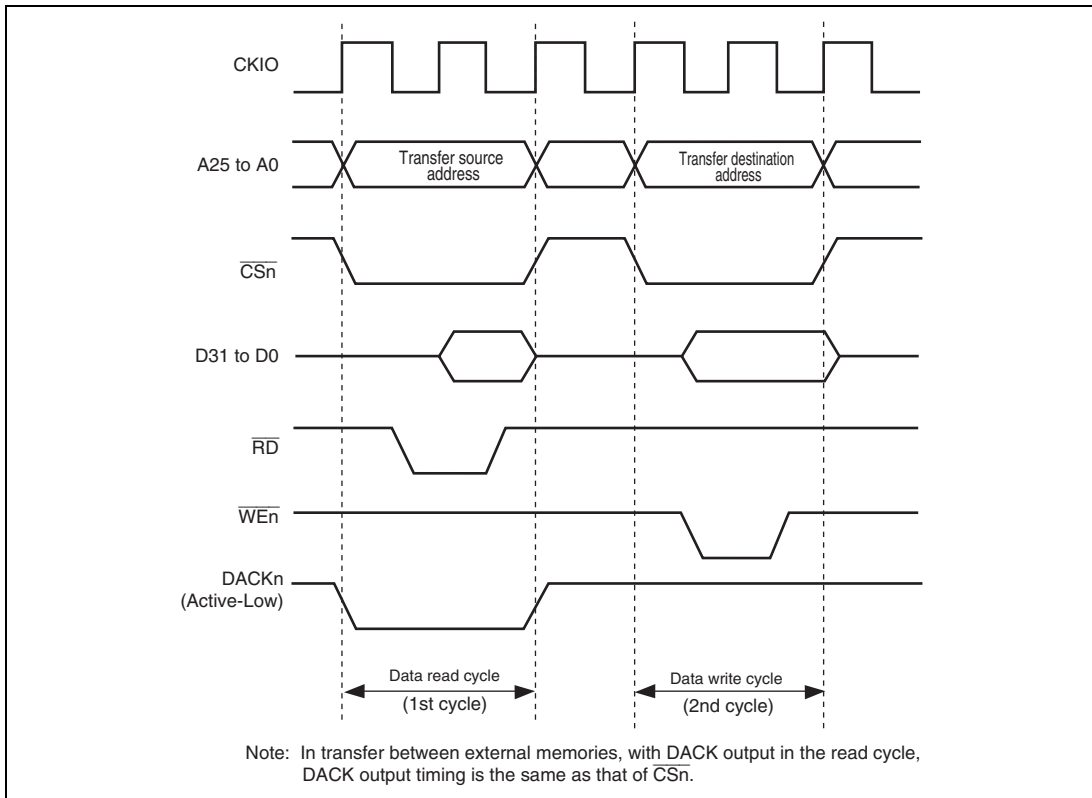 CKIO
A25 to A0
Transfer source
address
Transfer destination
address
CSn
D31 to D0
RD
WEn
DACKn
(Active-Low)
Data read cycle
(1st cycle)
Data write cycle
(2nd cycle)
Note: In transfer between external memories, with DACK output in the read cycle,
DACK output timing is the same as that of CSn.